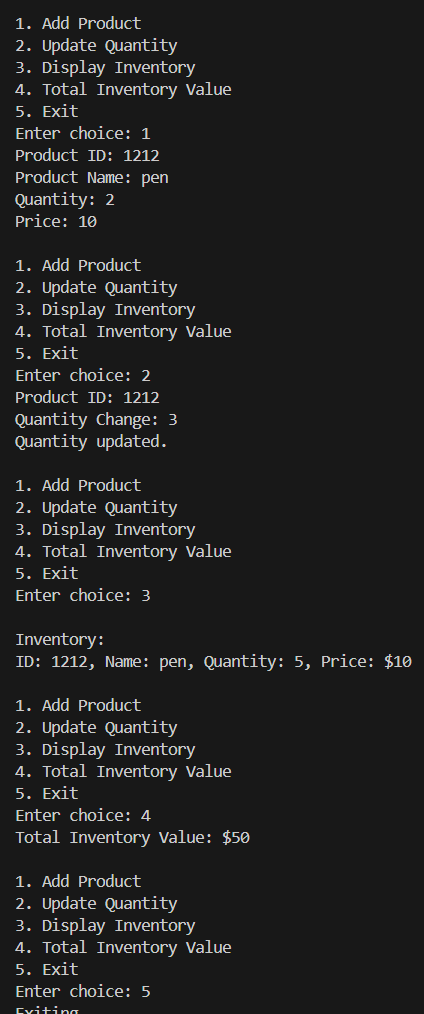 1. Add Product
2. Update Quantity
3. Display Inventory
4. Total Inventory Value
5. Exit
Enter choice: 1
Product ID: 1212
Product Name: pen
Quantity: 2
Price: 10
1. Add Product
2. Update Quantity
3. Display Inventory
4. Total Inventory Value
5. Exit
Enter choice: 2
Product ID: 1212
Quantity Change: 3
Quantity updated.
1. Add Product
2. Update Quantity
3. Display Inventory
4. Total Inventory Value
5. Exit
Enter choice: 3
Inventory:
ID: 1212, Name: pen, Quantity: 5, Price: $10
1. Add Product
2. Update Quantity
3. Display Inventory
4. Total Inventory Value
5. Exit
Enter choice: 4
Total Inventory Value: $50
1. Add Product
2. Update Quantity
3. Display Inventory
4. Total Inventory Value
5. Exit
Enter choice: 5
Exiting